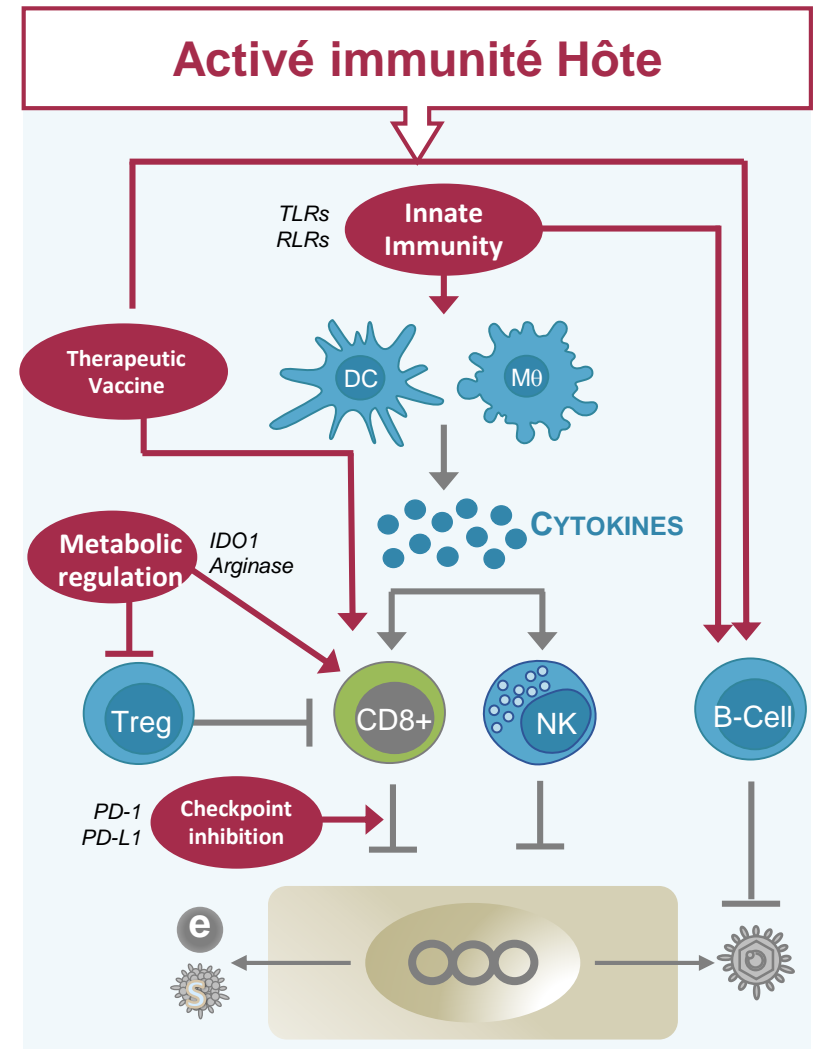 Activé immunité Hôte
TLRs
RLRs
Innate
Immunity
Therapeutic
Vaccine
DC
Mθ
CYTOKINES
Metabolic
regulation
IDO1
Arginase
Treg
CD8+
NK
B-Cell
PD-1
PD-L1
Checkpoint
inhibition
e
S